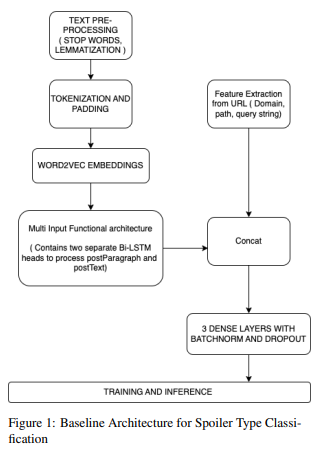 TEXT PRE-
PROCESSING
( STOP WORDS,
LEMMATIZATION )
TOKENIZATION AND
PADDING
WORD2VEC EMBEDDINGS
Multi Input Functional architecture
( Contains two separate Bi-LSTM
heads to process postParagraph and
postText)
Feature Extraction
from URL ( Domain,
path, query string)
Concat
3 DENSE LAYERS WITH
BATCHNORM AND DROPOUT
TRAINING AND INFERENCE
Figure 1: Baseline Architecture for Spoiler Type Classi-
fication